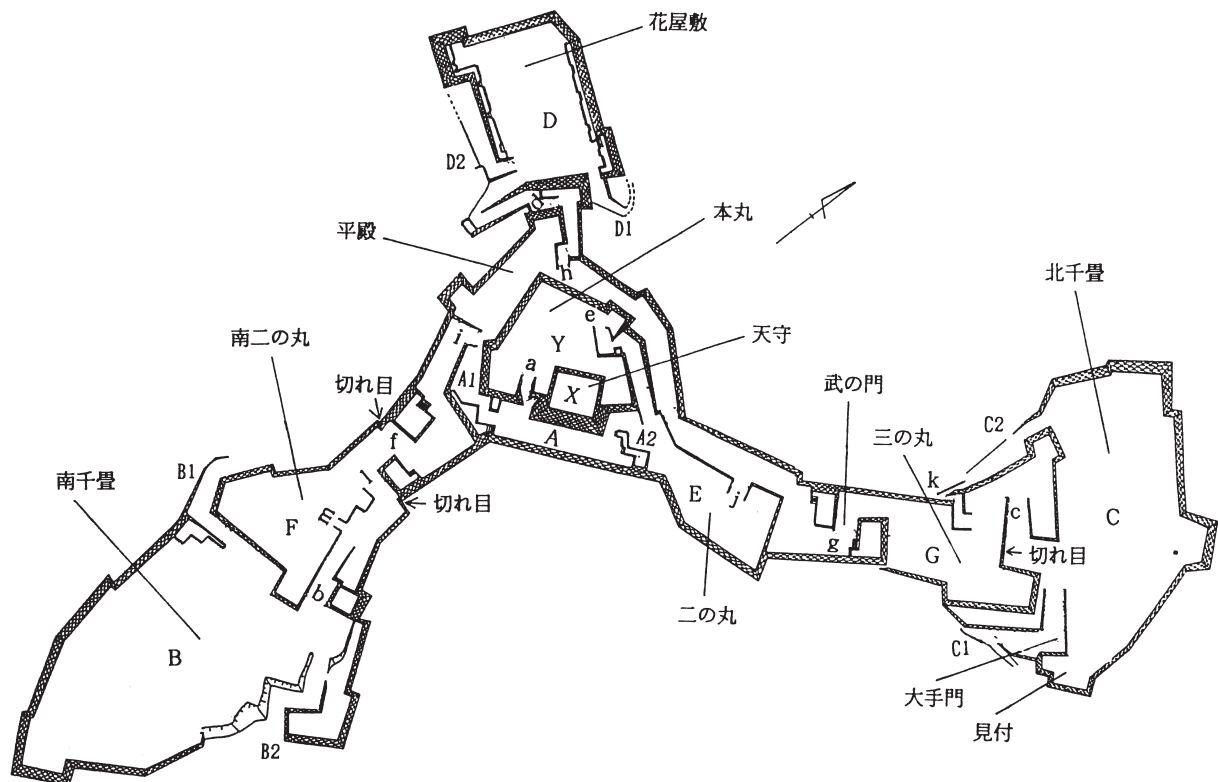 花屋敷
D
D2
d
D1
本丸
平殿
h
北千畳
e
天守
i
Y
南二の丸
a
武の門
切れ目
A1
X
C2
三の丸
f
A
A2
k
B1
l
j
c
C
南千畳
m
切れ目
E
F
g
切れ目
G
b
二の丸
B
C1
大手門
見付
B2